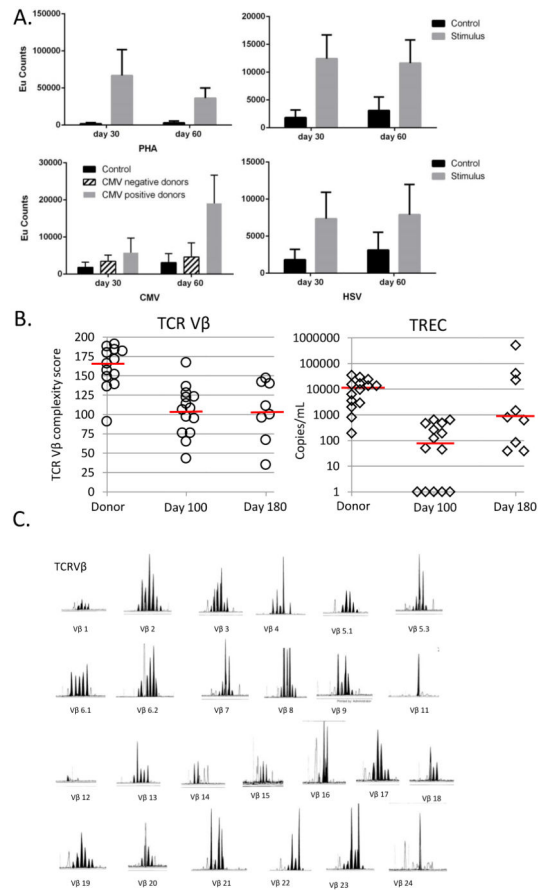 A.
150000
100000
50000
0
Eu Counts
day 30
day 60
PHA
20000
15000
10000
5000
0
day 30
day 60
Control
Stimulus
30000
20000
10000
0
Eu Counts
Control
CMV negative donors
CMV positive donors
day 30
day 60
CMV
15000
10000
5000
0
day 30
day 60
HSV
Control
Stimulus
B.
TCR Vβ
200
175
150
125
100
75
50
25
0
TCR Vβ complexity score
Donor
Day 100
Day 180
TREC
1000000
100000
10000
1000
100
10
1
Copies/mL
Donor
Day 100
Day 180
C.
TCRVβ
Vβ 1
Vβ 2
Vβ 3
Vβ 4
Vβ 5.1
Vβ 5.3
Vβ 6.1
Vβ 6.2
Vβ 7
Vβ 8
Vβ 9
Vβ 11
Vβ 12
Vβ 13
Vβ 14
Vβ 15
Vβ 16
Vβ 17
Vβ 18
Vβ 19
Vβ 20
Vβ 21
Vβ 22
Vβ 23
Vβ 24